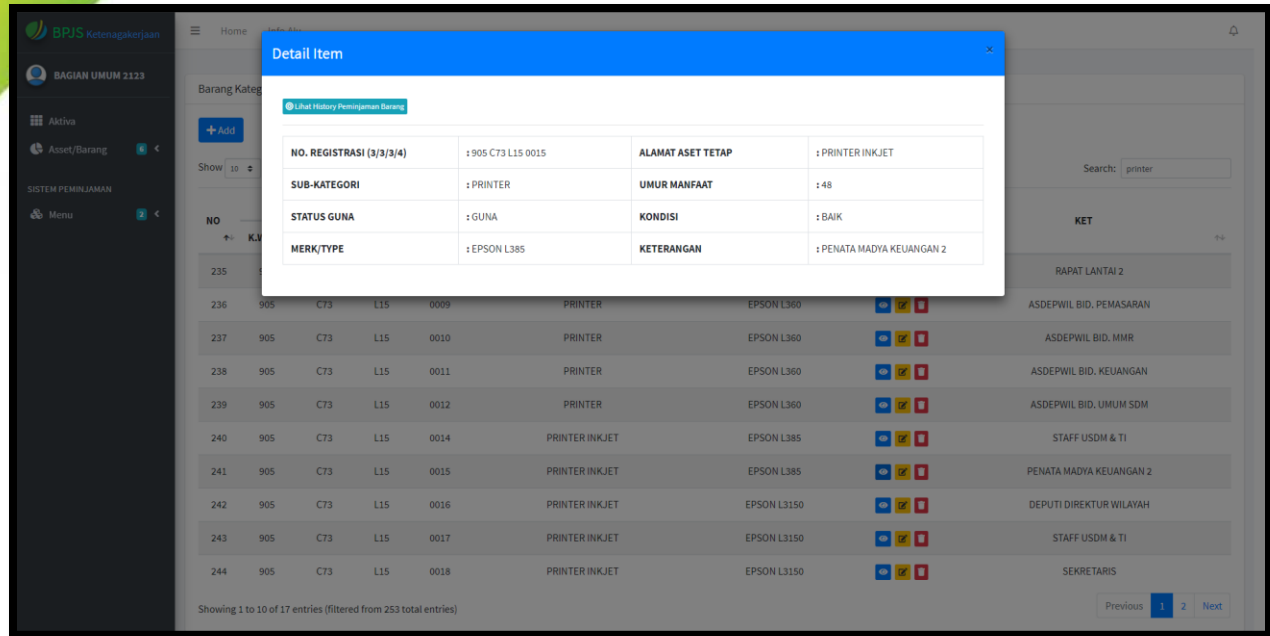 BPJS Ketenagakerjaan
Home
BAGIAN UMUM 2123
Aktiva
Asset/Barang 6
SISTEM PEMINJAMAN
Menu 2
Detail Item ×
Lihat History Peminjaman Barang
NO. REGISTRASI (3/3/3/4) : 905 C73 L15 0015 ALAMAT ASET TETAP : PRINTER INKJET
SUB-KATEGORI : PRINTER UMUR MANFAAT : 48
STATUS GUNA : GUNA KONDISI : BAIK
MERK/TYPE : EPSON L385 KETERANGAN : PENATA MADYA KEUANGAN 2
Barang Kateg
+ Add
Show 10 Search: printer
NO K.W KET
235 RAPAT LANTAI 2
236 905 C73 L15 0009 PRINTER EPSON L360 ASDEPWIL BID. PEMASARAN
237 905 C73 L15 0010 PRINTER EPSON L360 ASDEPWIL BID. MMR
238 905 C73 L15 0011 PRINTER EPSON L360 ASDEPWIL BID. KEUANGAN
239 905 C73 L15 0012 PRINTER EPSON L360 ASDEPWIL BID. UMUM SDM
240 905 C73 L15 0014 PRINTER INKJET EPSON L385 STAFF USDM & TI
241 905 C73 L15 0015 PRINTER INKJET EPSON L385 PENATA MADYA KEUANGAN 2
242 905 C73 L15 0016 PRINTER INKJET EPSON L3150 DEPUTI DIREKTUR WILAYAH
243 905 C73 L15 0017 PRINTER INKJET EPSON L3150 STAFF USDM & TI
244 905 C73 L15 0018 PRINTER INKJET EPSON L3150 SEKRETARIS
Showing 1 to 10 of 17 entries (filtered from 253 total entries)
Previous 1 2 Next